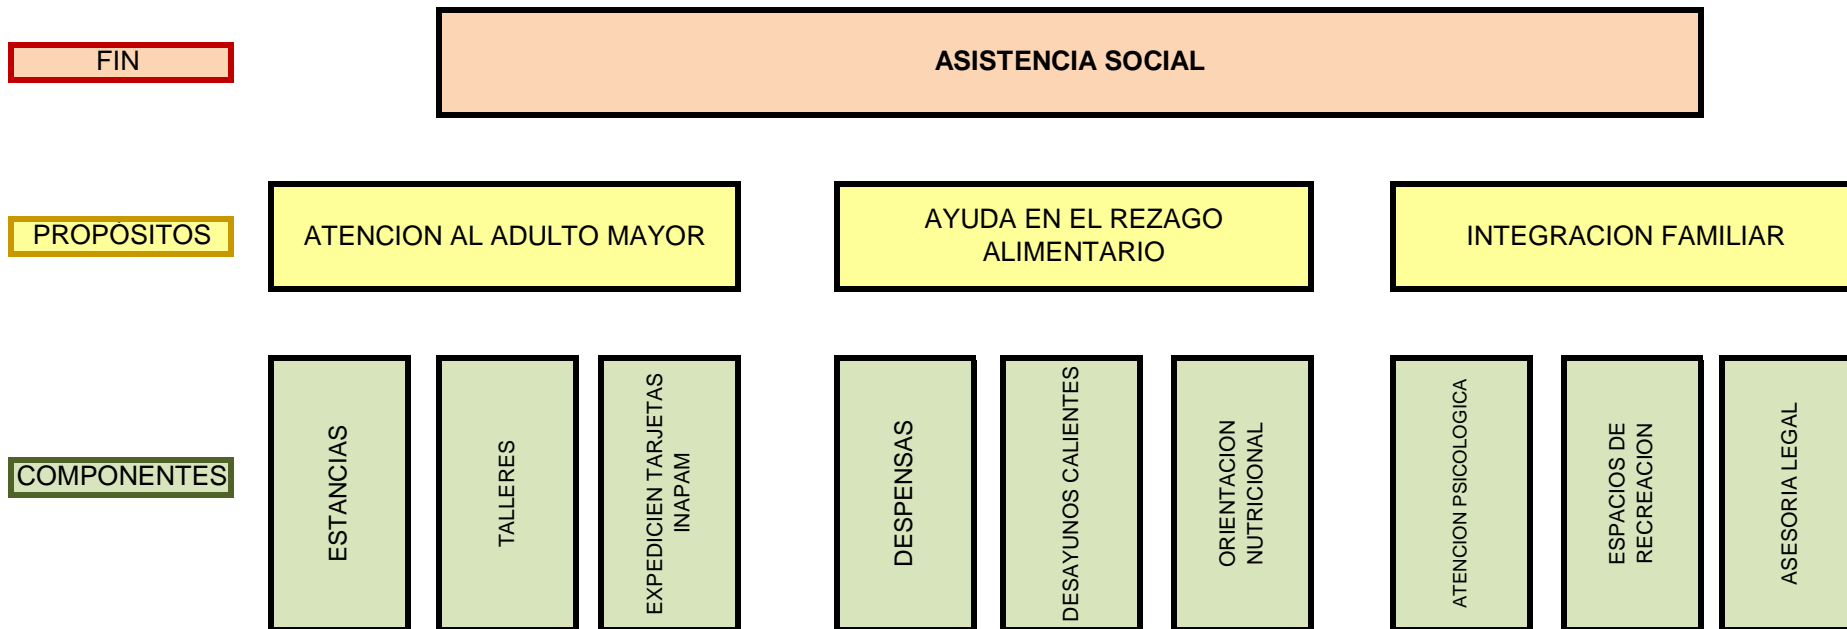 FIN
ASISTENCIA SOCIAL
PROPÓSITOS
ATENCION AL ADULTO MAYOR
AYUDA EN EL REZAGO
ALIMENTARIO
INTEGRACION FAMILIAR
COMPONENTES
ESTANCIAS
TALLERES
EXPEDICIEN TARJETAS
INAPAM
DESPENSAS
DESAYUNOS CALIENTES
ORIENTACION
NUTRICIONAL
ATENCION PSICOLOGICA
ESPACIOS DE
RECREACION
ASESORIA LEGAL